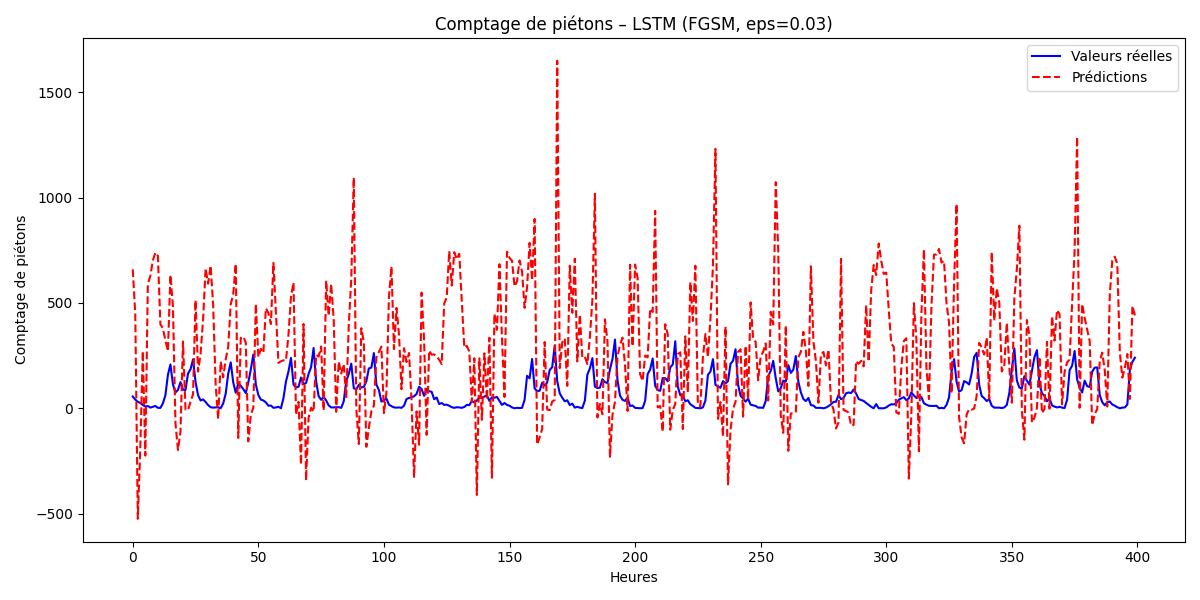 Comptage de piétons – LSTM (FGSM, eps=0.03)
Valeurs réelles
Prédictions
Comptage de piétons
1500
1000
500
0
−500
0 50 100 150 200 250 300 350 400
Heures